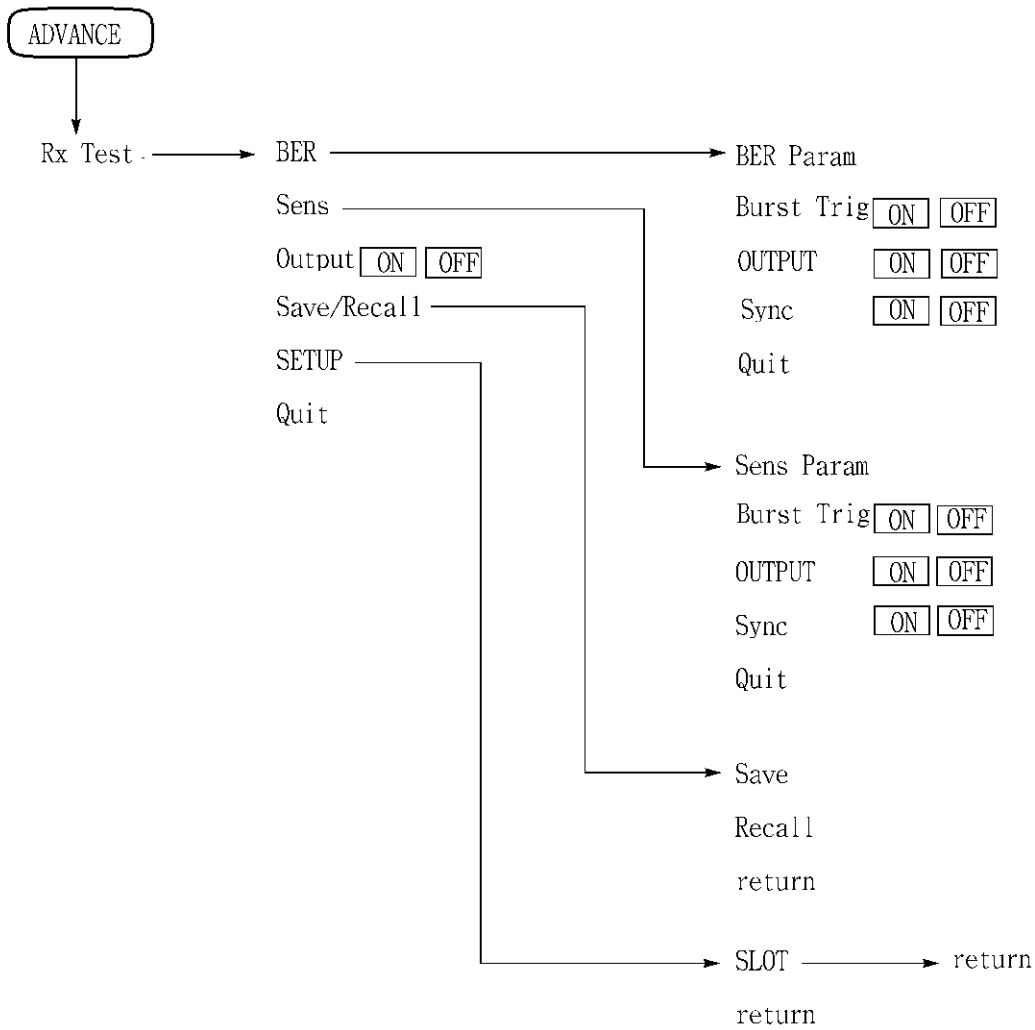 ADVANCE
Rx Test
BER
Sens
Output ON OFF
Save/Recall
SETUP
Quit
BER Param
Burst Trig ON OFF
OUTPUT ON OFF
Sync ON OFF
Quit
Sens Param
Burst Trig ON OFF
OUTPUT ON OFF
Sync ON OFF
Quit
Save
Recall
return
SLOT
return
return